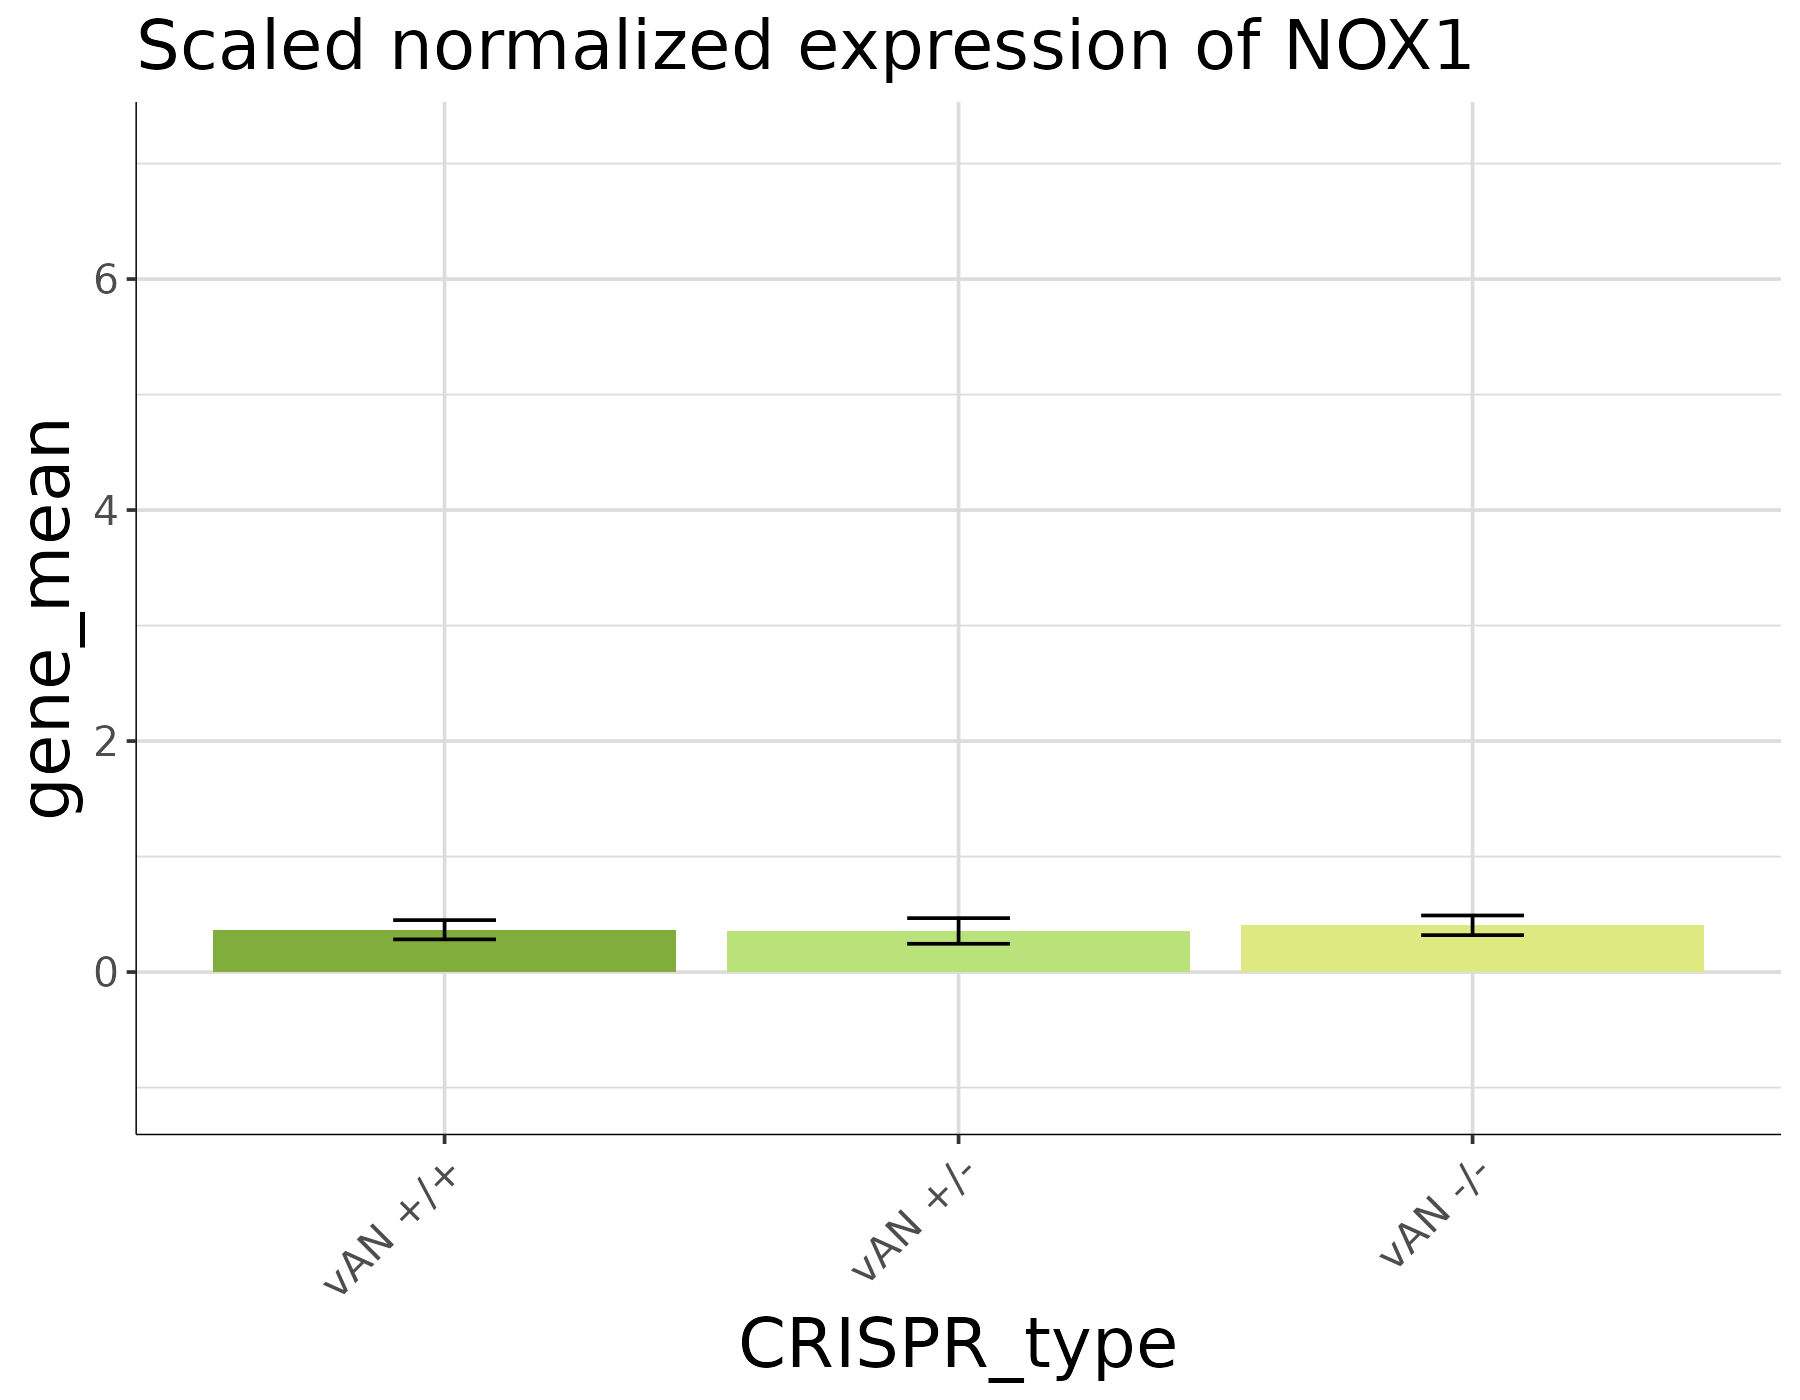 Scaled normalized expression of NOX1
gene_mean
6
4
2
0
vAN +/+
vAN +/-
vAN -/-
CRISPR_type